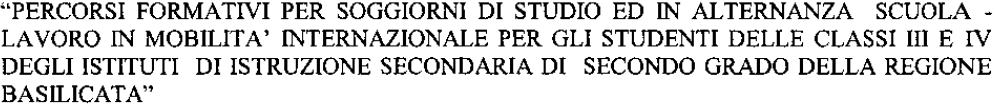 “PERCORSI FORMATIVI PER SOGGIORNI DI STUDIO ED IN ALTERNANZA SCUOLA -
LAVORO IN MOBILITA’ INTERNAZIONALE PER GLI STUDENTI DELLE CLASSI III E IV
DEGLI ISTITUTI DI ISTRUZIONE SECONDARIA DI SECONDO GRADO DELLA REGIONE
BASILICATA”